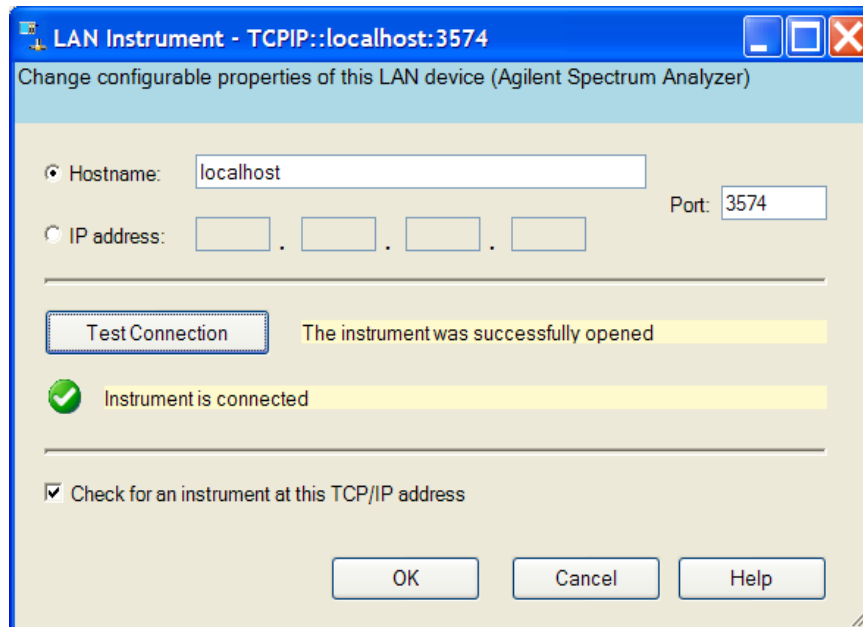 LAN Instrument - TCPIP::localhost:3574
Change configurable properties of this LAN device (Agilent Spectrum Analyzer)
Hostname: localhost
Port: 3574
IP address: . . .
Test Connection The instrument was successfully opened
Instrument is connected
Check for an instrument at this TCP/IP address
OK Cancel Help